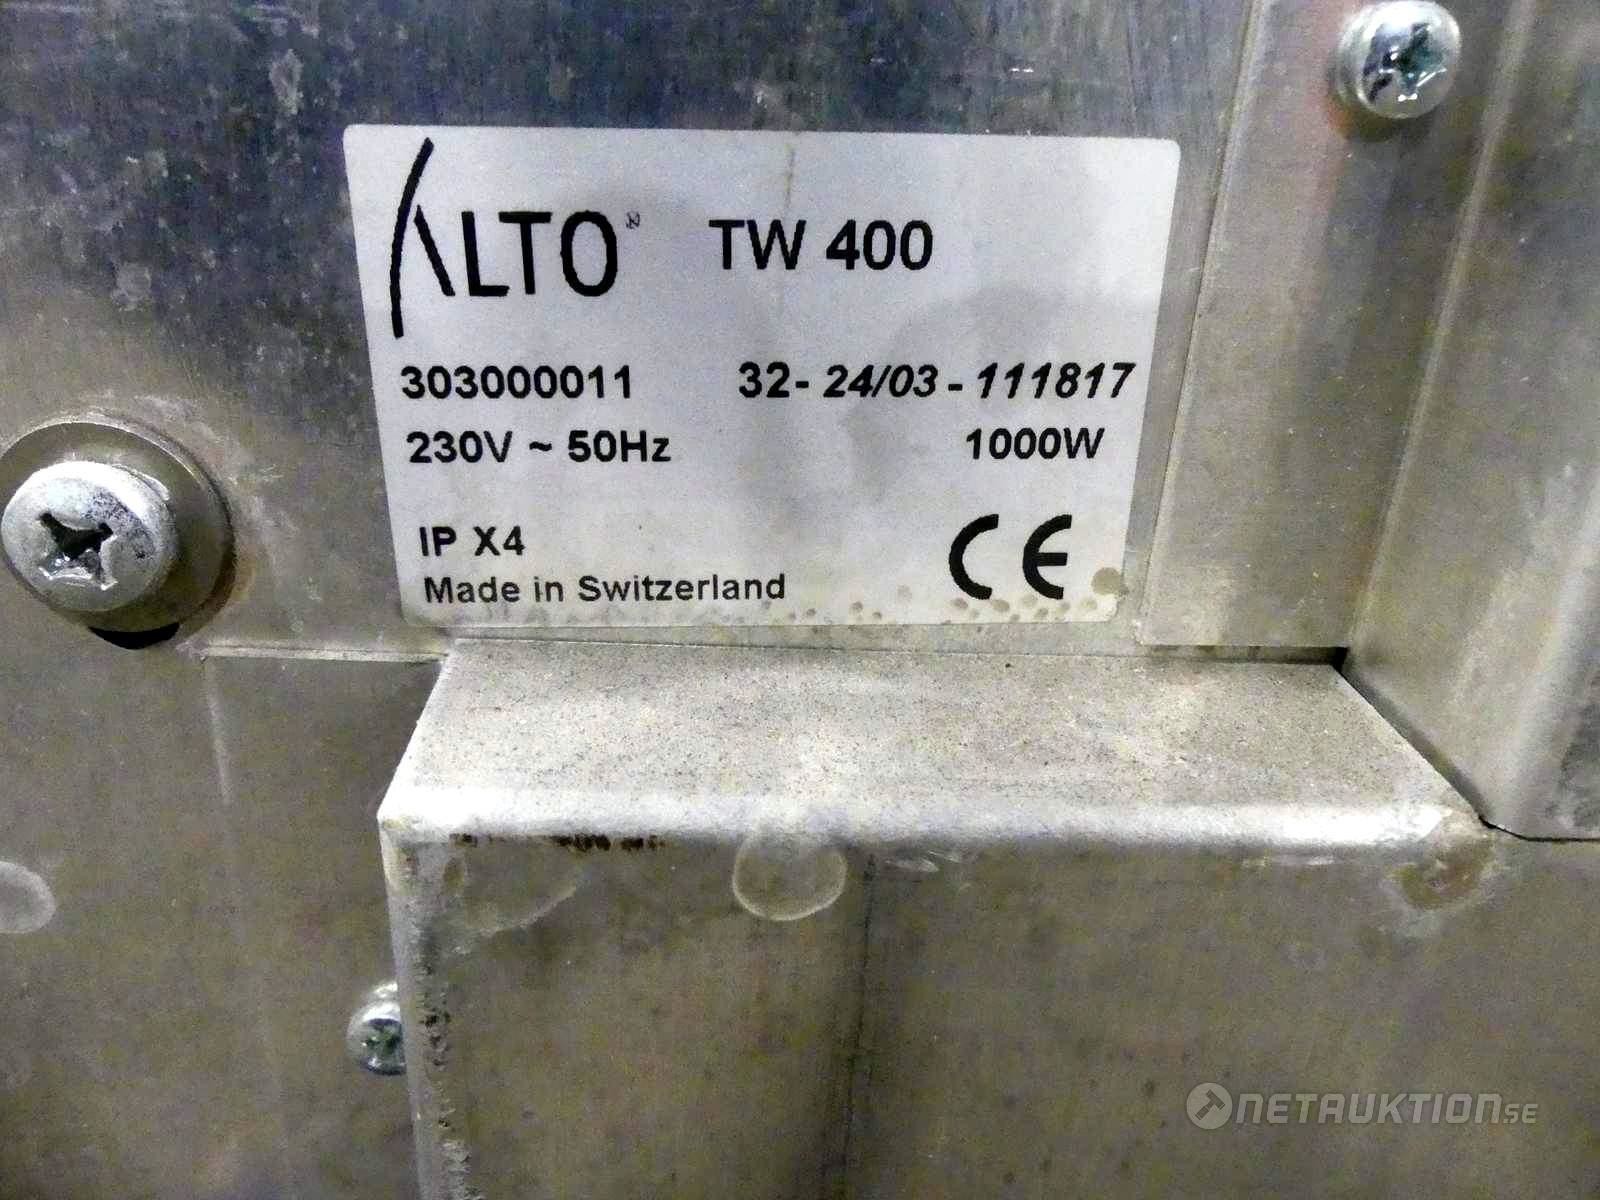 ALTO® TW 400
303000011 32- 24/03 - 111817
230V ~ 50Hz 1000W
IP X4 CE
Made in Switzerland
NETAUKTION.SE